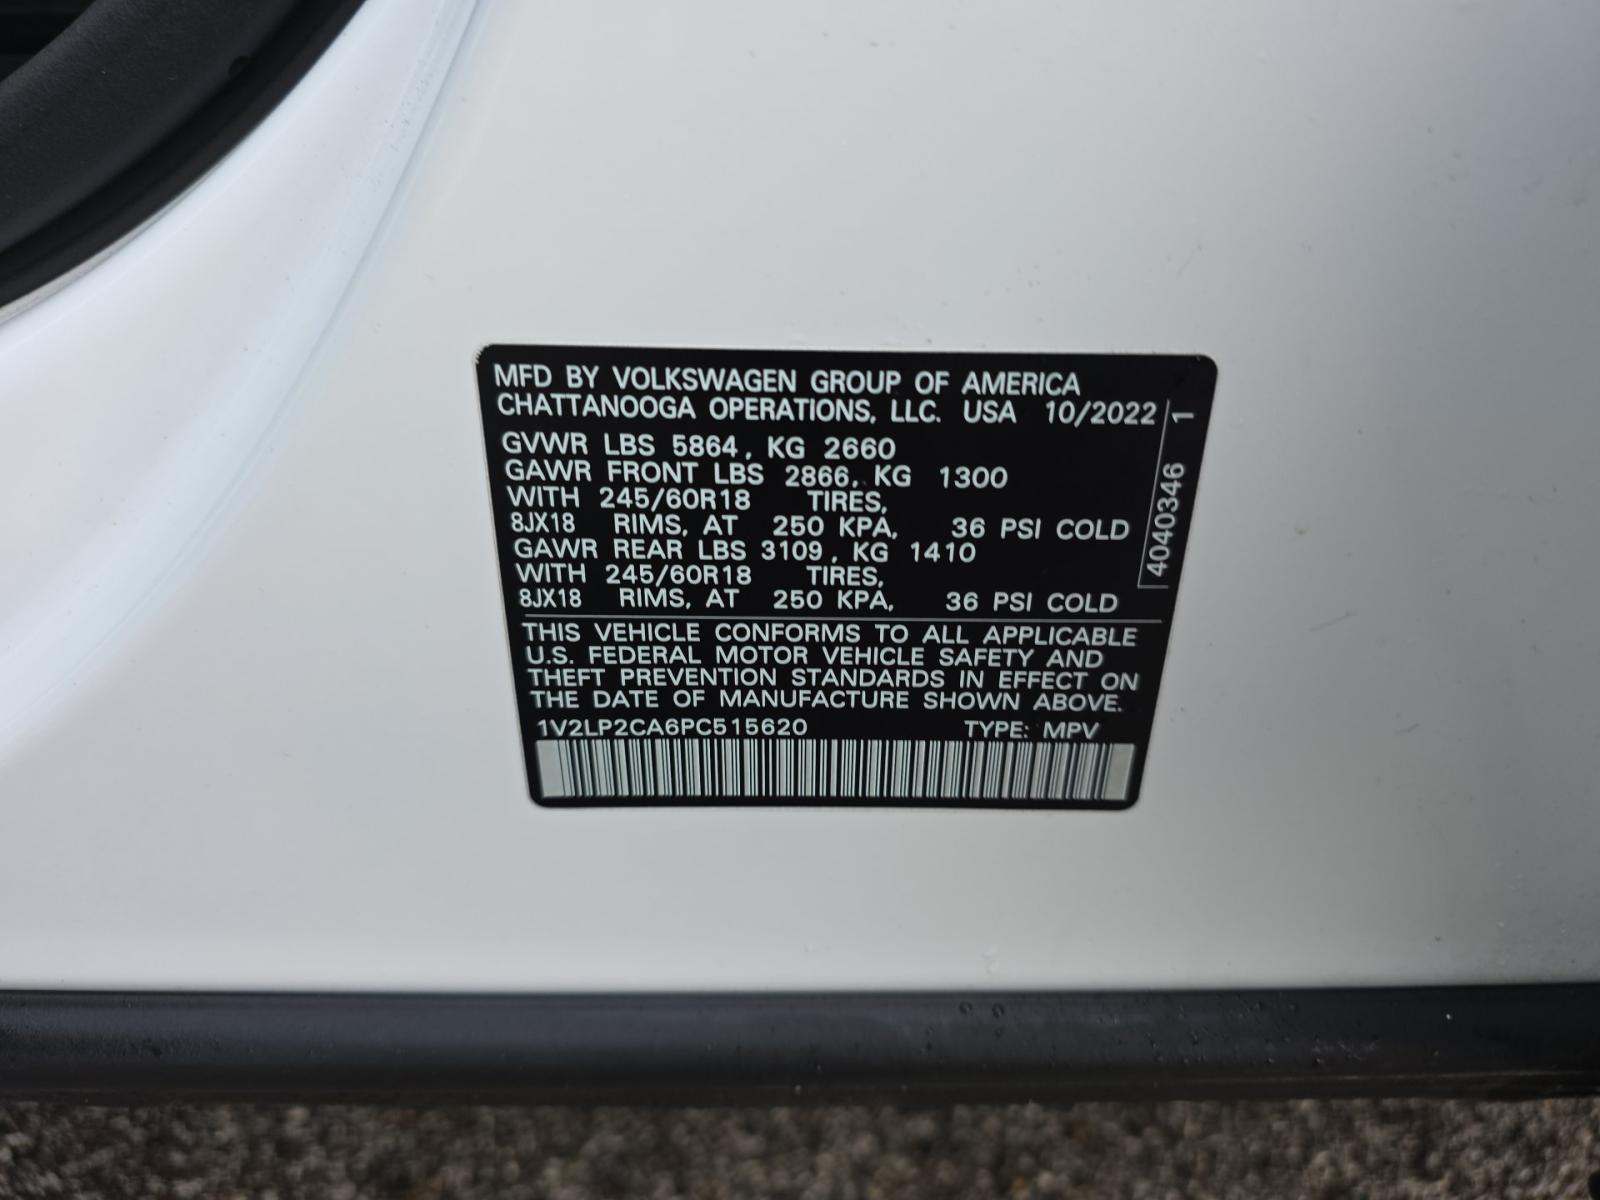 MFD BY VOLKSWAGEN GROUP OF AMERICA
CHATTANOOGA OPERATIONS, LLC. USA 10/2022
GVWR LBS 5864, KG 2660
GAWR FRONT LBS 2866, KG 1300
WITH 245/60R18 TIRES,
8JX18 RIMS, AT 250 KPA, 36 PSI COLD
GAWR REAR LBS 3109, KG 1410
WITH 245/60R18 TIRES,
8JX18 RIMS, AT 250 KPA, 36 PSI COLD
THIS VEHICLE CONFORMS TO ALL APPLICABLE
U.S. FEDERAL MOTOR VEHICLE SAFETY AND
THEFT PREVENTION STANDARDS IN EFFECT ON
THE DATE OF MANUFACTURE SHOWN ABOVE.
1V2LP2CA6PC515620 TYPE: MPV
4040346 1